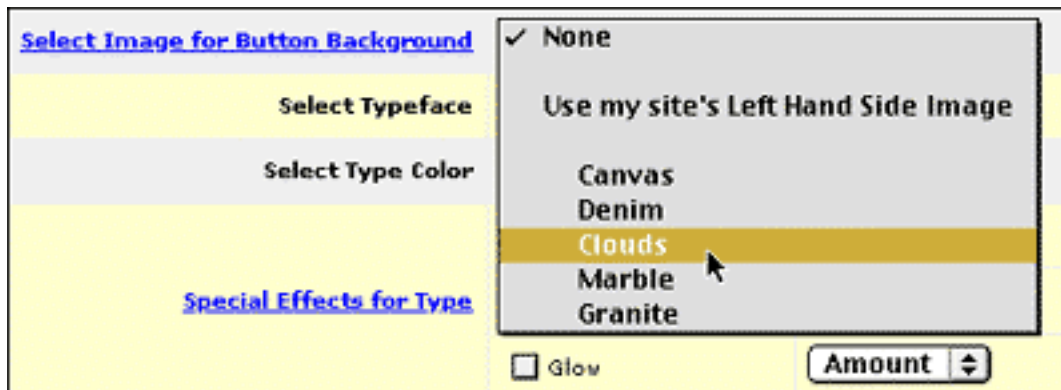 Select Image for Button Background
✓ None
Use my site's Left Hand Side Image
Canvas
Denim
Clouds
Marble
Granite
Select Typeface
Select Type Color
Special Effects for Type
Glow
Amount